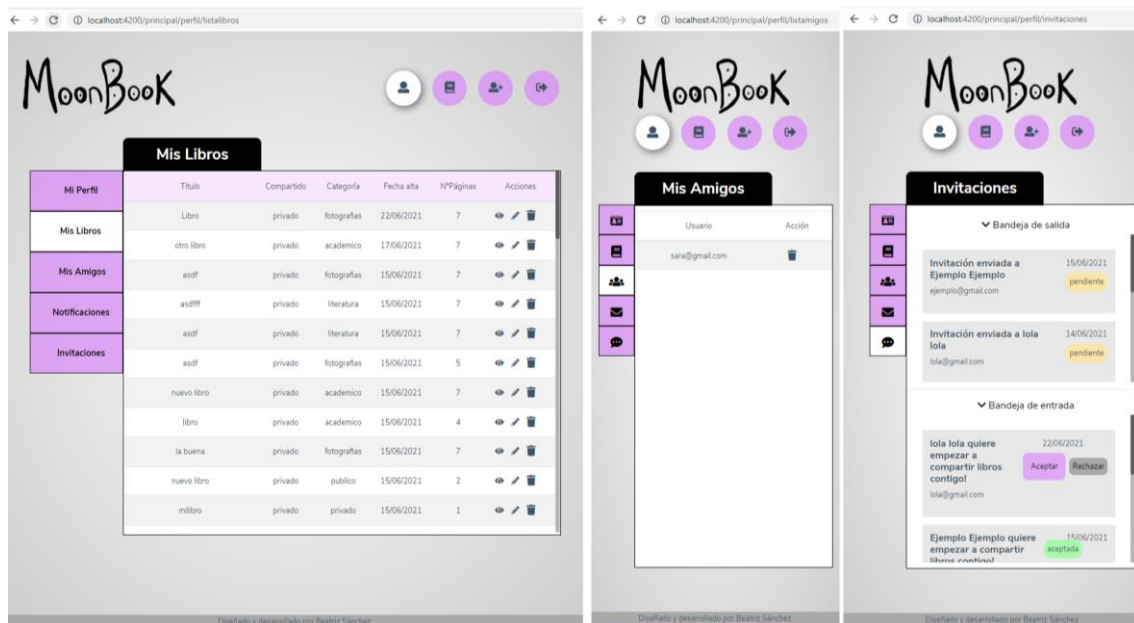 localhost:4200/principal/perfil/listalibros
MoonBook
Mis Libros
Mi Perfil
Mis Libros
Mis Amigos
Notificaciones
Invitaciones
Titulo Compartido Categoría Fecha alta NºPáginas Acciones
Libro privado fotografias 22/06/2021 7
otro libro privado academico 17/06/2021 7
asdf privado fotografias 15/06/2021 7
asdfff privado literatura 15/06/2021 7
asdf privado literatura 15/06/2021 7
asdf privado fotografias 15/06/2021 5
nuevo libro privado academico 15/06/2021 7
libro privado academico 15/06/2021 4
la buena privado fotografias 15/06/2021 7
nuevo libro privado publico 15/06/2021 2
milibro privado privado 15/06/2021 1
Diseñado y desarrollado por Beatriz Sánchez
localhost:4200/principal/perfil/listamigos
MoonBook
Mis Amigos
Usuario Acción
sara@gmail.com
Diseñado y desarrollado por Beatriz Sánchez
localhost:4200/principal/perfil/invitaciones
MoonBook
Invitaciones
Bandeja de salida
Invitación enviada a 15/06/2021
Ejemplo Ejemplo pendiente
ejemplo@gmail.com
Invitación enviada a lola 14/06/2021
lola pendiente
lola@gmail.com
Bandeja de entrada
lola lola quiere 22/06/2021
empezar a
compartir libros Aceptar Rechazar
contigo!
lola@gmail.com
Ejemplo Ejemplo quiere 15/06/2021
empezar a compartir aceptada
libros contigo!
Diseñado y desarrollado por Beatriz Sánchez